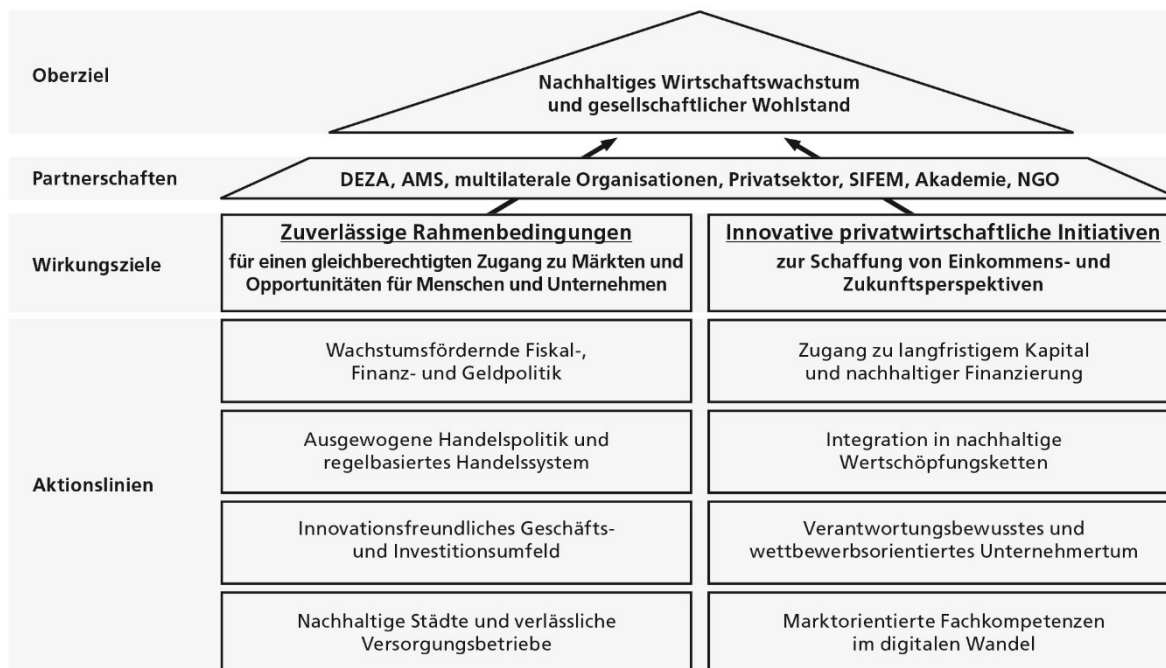 Oberziel
Nachhaltiges Wirtschaftswachstum
und gesellschaftlicher Wohlstand
Partnerschaften
DEZA, AMS, multilaterale Organisationen, Privatsektor, SIFEM, Akademie, NGO
Wirkungsziele
Zuverlässige Rahmenbedingungen
für einen gleichberechtigten Zugang zu Märkten und
Opportunitäten für Menschen und Unternehmen
Innovative privatwirtschaftliche Initiativen
zur Schaffung von Einkommens- und
Zukunftsperspektiven
Aktionslinien
Wachstumsfördernde Fiskal-,
Finanz- und Geldpolitik
Zugang zu langfristigem Kapital
und nachhaltiger Finanzierung
Ausgewogene Handelspolitik und
regelbasiertes Handelssystem
Integration in nachhaltige
Wertschöpfungsketten
Innovationsfreundliches Geschäfts-
und Investitionsumfeld
Verantwortungsbewusstes und
wettbewerbsorientiertes Unternehmertum
Nachhaltige Städte und verlässliche
Versorgungsbetriebe
Marktorientierte Fachkompetenzen
im digitalen Wandel